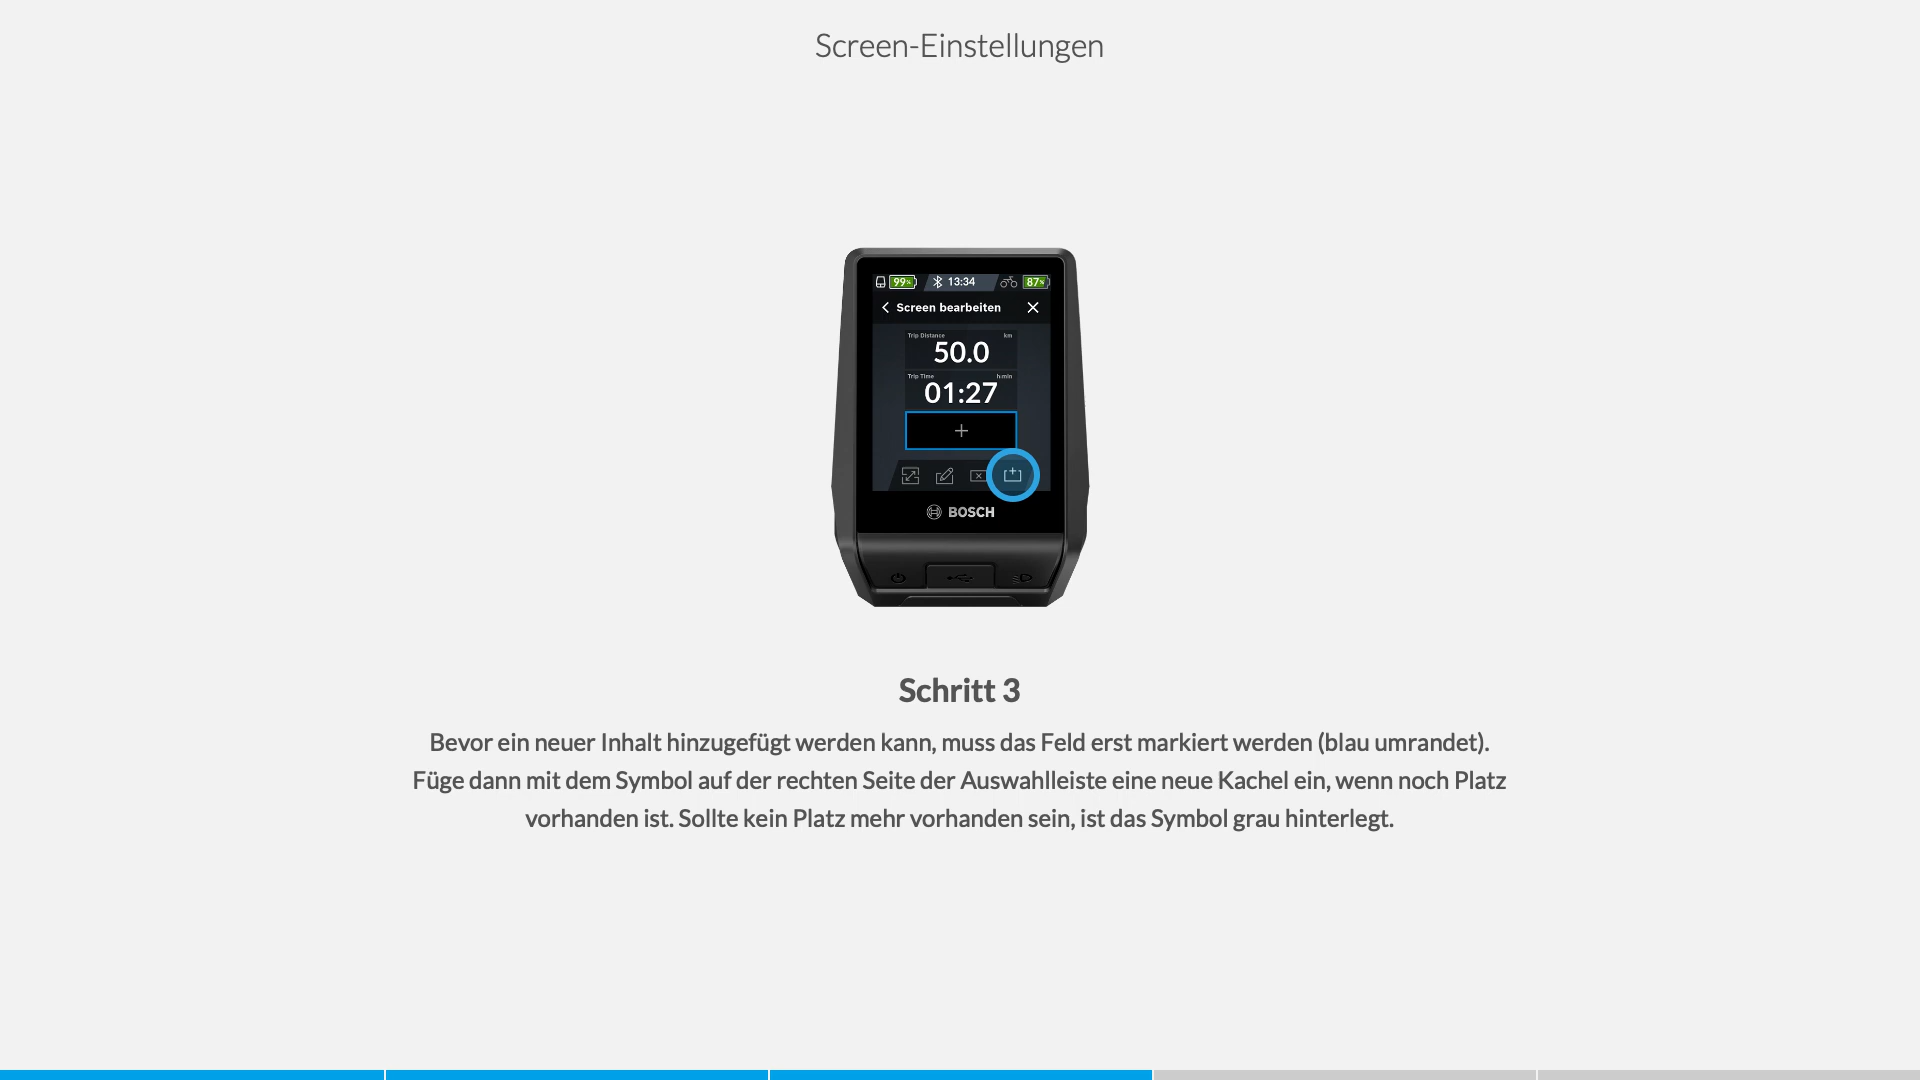 Screen-Einstellungen
99% 13:34 87%
Screen bearbeiten
Trip Distance km
50.0
Trip Time h:min
01:27
BOSCH
Schritt 3
Bevor ein neuer Inhalt hinzugefügt werden kann, muss das Feld erst markiert werden (blau umrandet).
Füge dann mit dem Symbol auf der rechten Seite der Auswahlleiste eine neue Kachel ein, wenn noch Platz
vorhanden ist. Sollte kein Platz mehr vorhanden sein, ist das Symbol grau hinterlegt.